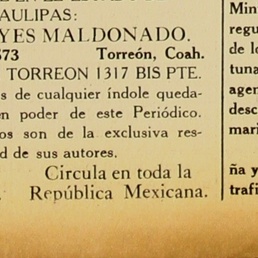 AULIPAS:
YES MALDONADO.
573 Torreón, Coah.
TORREON 1317 BIS PTE.
s de cualquier índole queda-
n poder de este Periódico.
os son de la exclusiva res-
d de sus autores.
Circula en toda la
República Mexicana.
Min
regu
de lo
tuna
agen
desc
mari
ña y
trafi